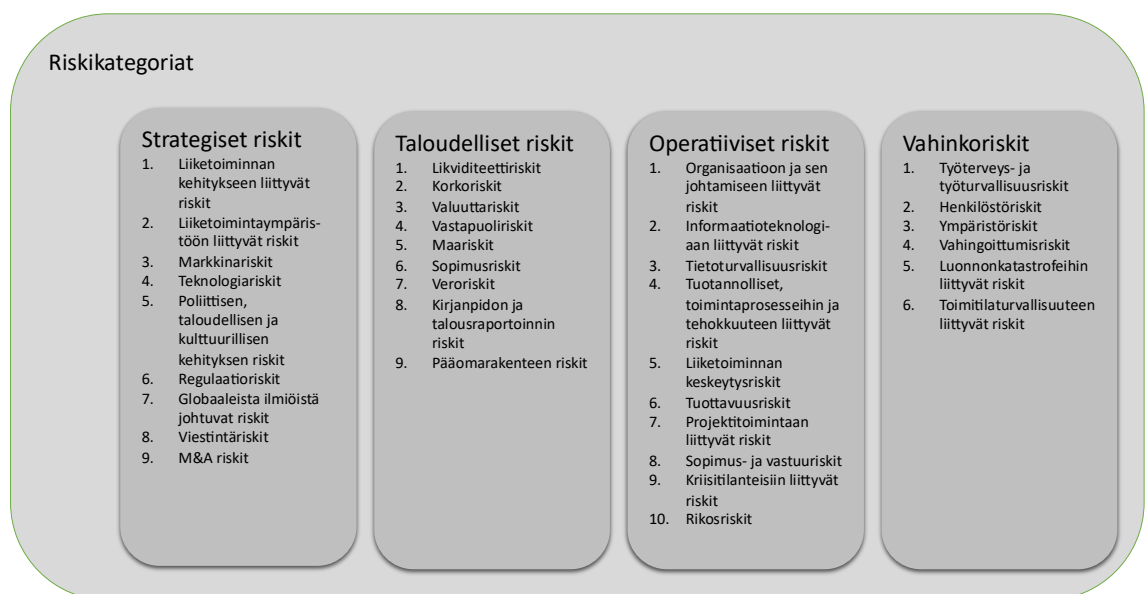 Riskikategoriat
Strategiset riskit
1. Liiketoiminnan
kehitykseen liittyvät
riskit
2. Liiketoimintaympäris-
töön liittyvät riskit
3. Markkinariskit
4. Teknologiariskit
5. Poliittisen,
taloudellisen ja
kulttuurillisen
kehityksen riskit
6. Regulaatioriskit
7. Globaaleista ilmiöistä
johtuvat riskit
8. Viestintäriskit
9. M&A riskit
Taloudelliset riskit
1. Likviditeettiriskit
2. Korkoriskit
3. Valuuttariskit
4. Vastapuoliriskit
5. Maariskit
6. Sopimusriskit
7. Veroriskit
8. Kirjanpidon ja
talousraportoinnin
riskit
9. Pääomarakenteen riskit
Operatiiviset riskit
1. Organisaatioon ja sen
johtamiseen liittyvät
riskit
2. Informaatioteknologi-
aan liittyvät riskit
3. Tietoturvallisuusriskit
4. Tuotannolliset,
toimintaprosesseihin ja
tehokkuuteen liittyvät
riskit
5. Liiketoiminnan
keskeytysriskit
6. Tuottavuusriskit
7. Projektitoimintaan
liittyvät riskit
8. Sopimus- ja vastuuriskit
9. Kriisitilanteisiin liittyvät
riskit
10. Rikosriskit
Vahinkoriskit
1. Työterveys- ja
työturvallisuusriskit
2. Henkilöstöriskit
3. Ympäristöriskit
4. Vahingoittumisriskit
5. Luonnonkatastrofeihin
liittyvät riskit
6. Toimitilaturvallisuuteen
liittyvät riskit